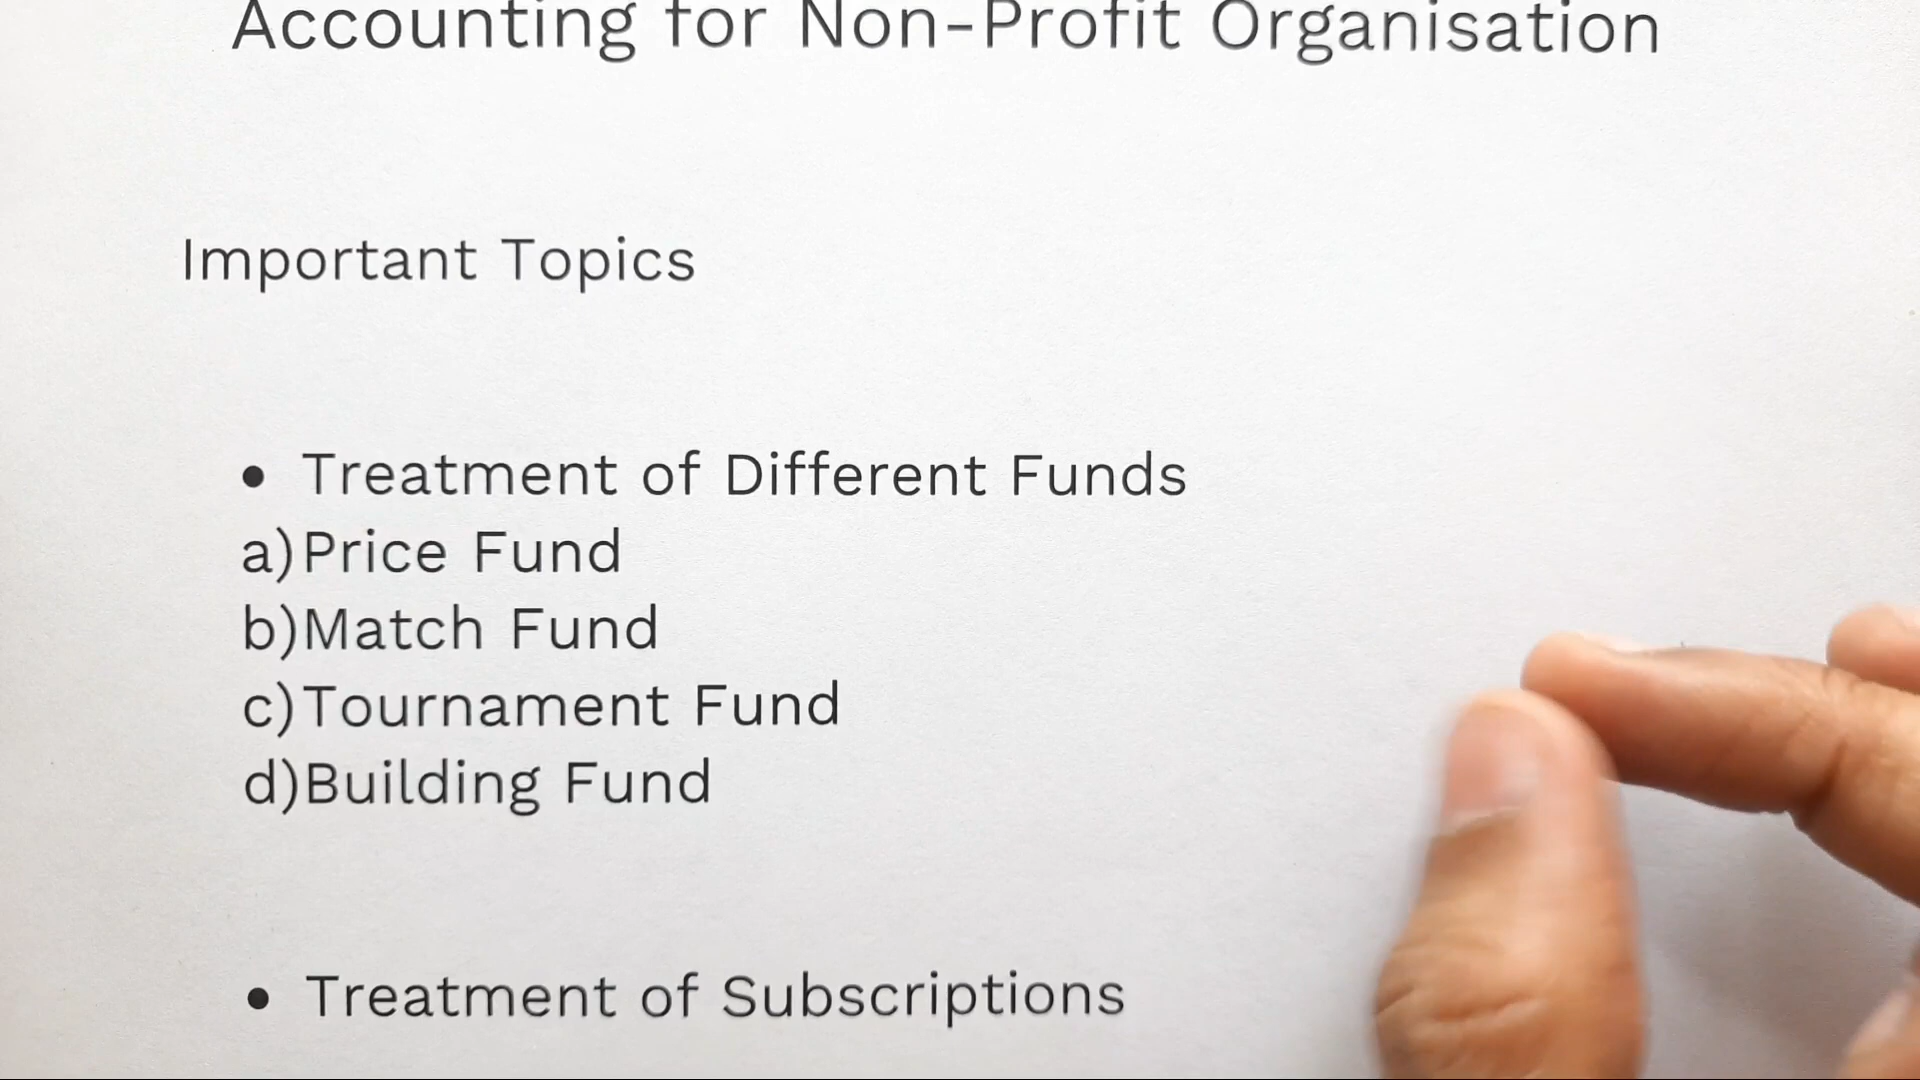 Accounting for Non-Profit Organisation
Important Topics
• Treatment of Different Funds
a)Price Fund
b)Match Fund
c)Tournament Fund
d)Building Fund
• Treatment of Subscriptions